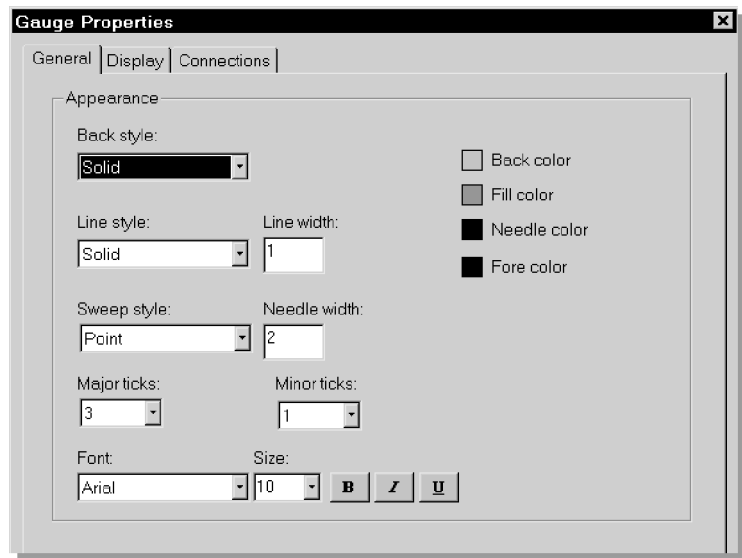 Gauge Properties
General Display Connections
Appearance
Back style:
Solid
Back color
Fill color
Line style: Line width:
Needle color
Solid 1
Fore color
Sweep style: Needle width:
Point 2
Major ticks: Minor ticks:
3 1
Font: Size:
Arial 10 B I U